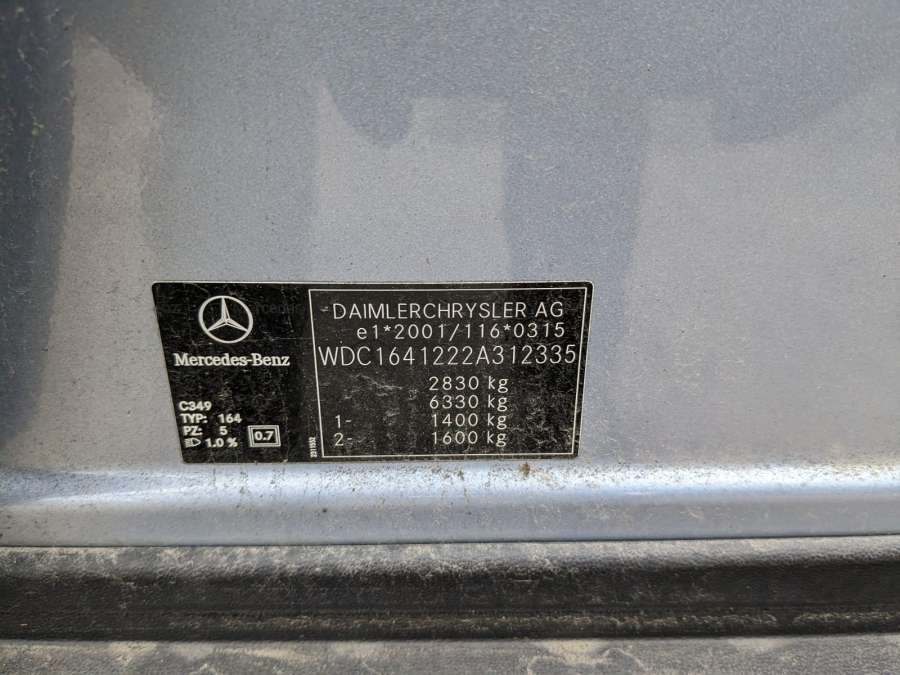 Mercedes-Benz
C349
TYP: 164
PZ: 5
1.0 %
0.7
DAIMLERCHRYSLER AG
e1*2001/116*0315
WDC1641222A312335
2830 kg
6330 kg
1- 1400 kg
2- 1600 kg